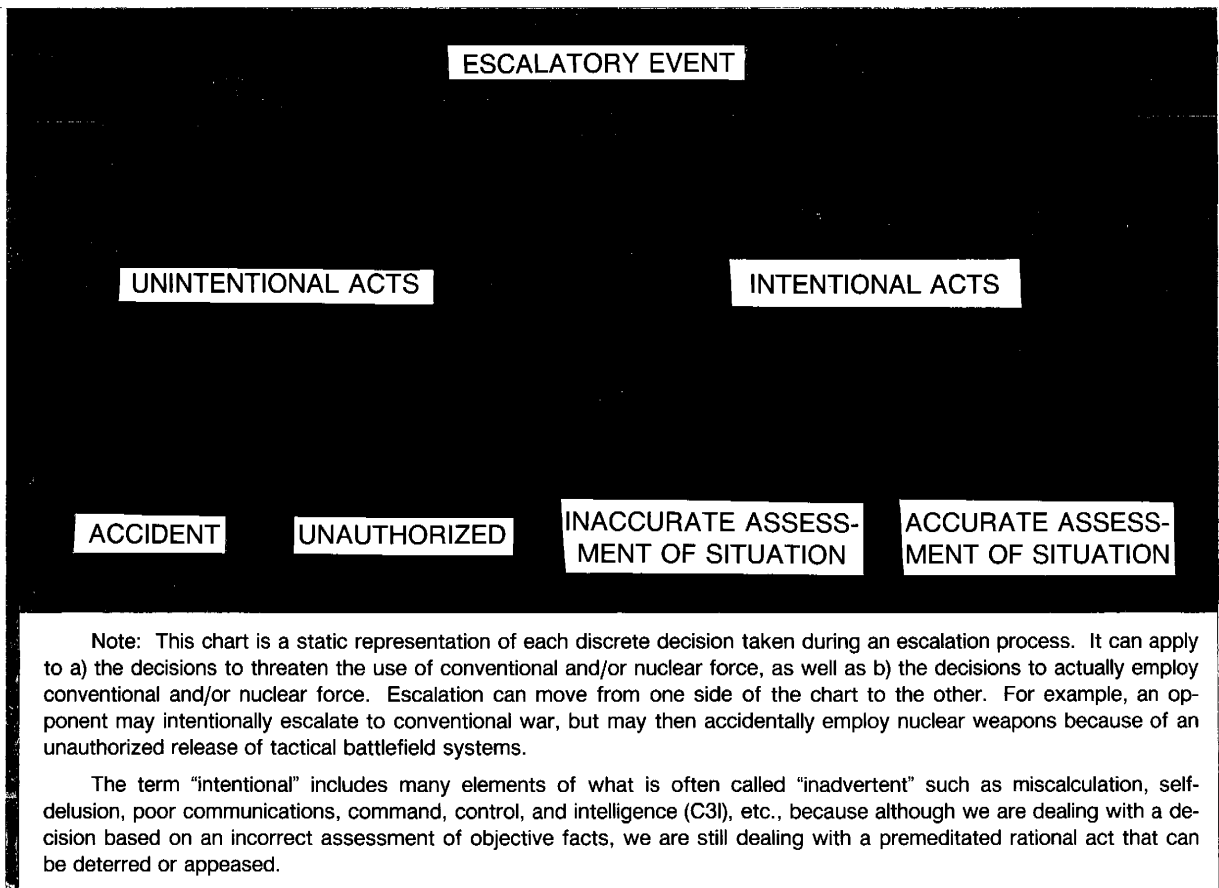 ESCALATORY EVENT
UNINTENTIONAL ACTS
INTENTIONAL ACTS
ACCIDENT
UNAUTHORIZED
INACCURATE ASSESS-
MENT OF SITUATION
ACCURATE ASSESS-
MENT OF SITUATION
Note: This chart is a static representation of each discrete decision taken during an escalation process. It can apply
to a) the decisions to threaten the use of conventional and/or nuclear force, as well as b) the decisions to actually employ
conventional and/or nuclear force. Escalation can move from one side of the chart to the other. For example, an op-
ponent may intentionally escalate to conventional war, but may then accidentally employ nuclear weapons because of an
unauthorized release of tactical battlefield systems.
The term “intentional” includes many elements of what is often called “inadvertent” such as miscalculation, self-
delusion, poor communications, command, control, and intelligence (C3I), etc., because although we are dealing with a de-
cision based on an incorrect assessment of objective facts, we are still dealing with a premeditated rational act that can
be deterred or appeased.